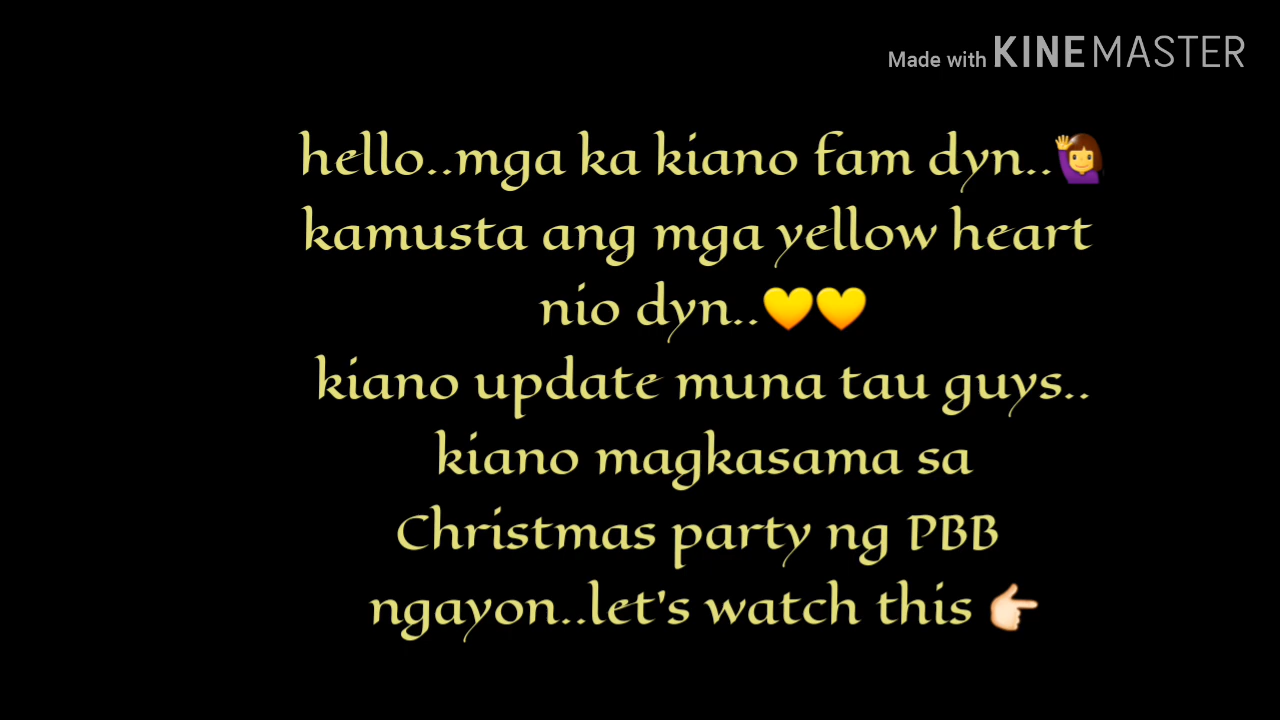 Made with KINEMASTER
hello..mga ka kiano fam dyn..🙋‍♀️
kamusta ang mga yellow heart
nio dyn..💛💛
kiano update muna tau guys..
kiano magkasama sa
Christmas party ng PBB
ngayon..let's watch this 👉🏻